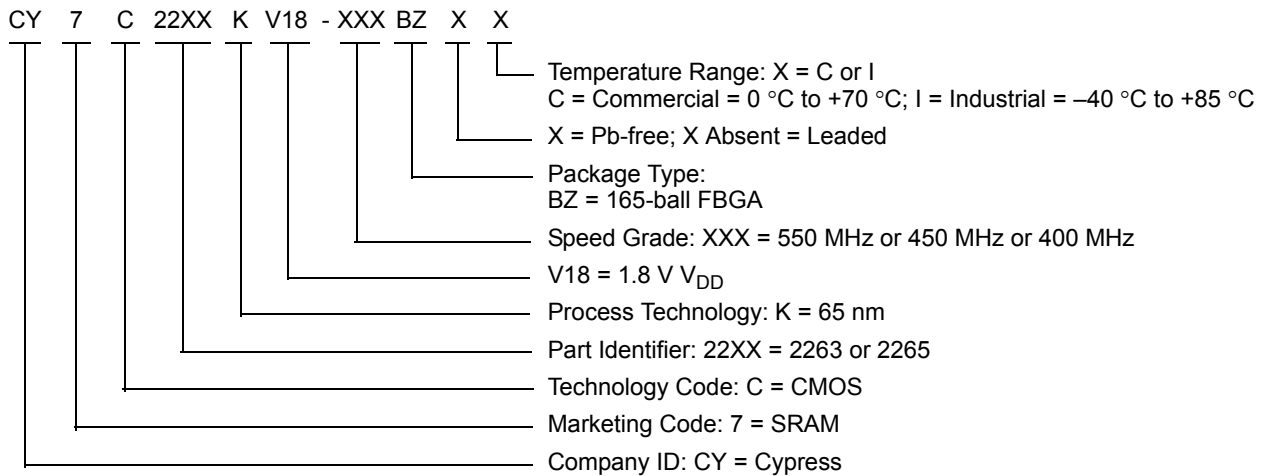 CY 7 C 22XX K V18 - XXX BZ X X
Temperature Range: X = C or I
C = Commercial = 0 °C to +70 °C; I = Industrial = –40 °C to +85 °C
X = Pb-free; X Absent = Leaded
Package Type:
BZ = 165-ball FBGA
Speed Grade: XXX = 550 MHz or 450 MHz or 400 MHz
V18 = 1.8 V VDD
Process Technology: K = 65 nm
Part Identifier: 22XX = 2263 or 2265
Technology Code: C = CMOS
Marketing Code: 7 = SRAM
Company ID: CY = Cypress